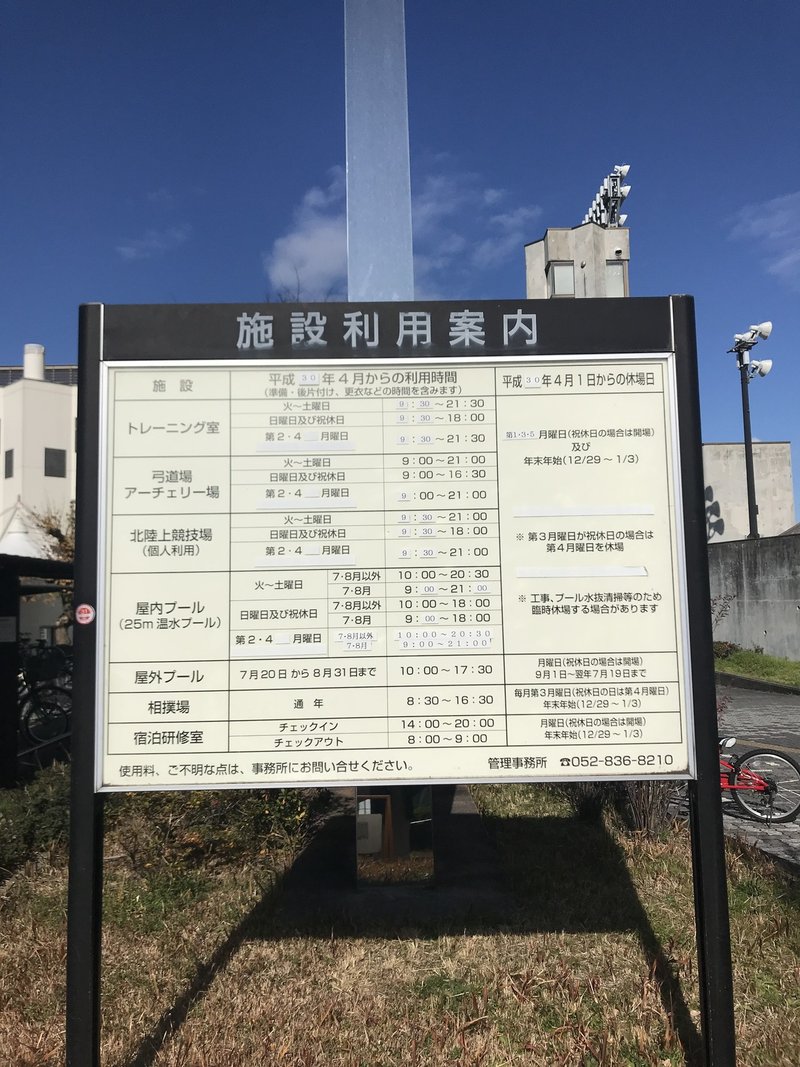 施設利用案内
施設 平成30年4月からの利用時間 平成30年4月1日からの休場日
(準備・後片付け、更衣などの時間を含みます)
トレーニング室
火〜土曜日 9:30〜21:30
日曜日及び祝休日 9:30〜18:00
第2・4 月曜日 9:30〜21:30
弓道場
アーチェリー場
火〜土曜日 9:00〜21:00
日曜日及び祝休日 9:00〜16:30
第2・4 月曜日 9:00〜21:00
北陸上競技場
(個人利用)
火〜土曜日 9:30〜21:00
日曜日及び祝休日 9:30〜18:00
第2・4 月曜日 9:30〜21:00
屋内プール
(25m温水プール)
火〜土曜日 7・8月以外 10:00〜20:30
7・8月 9:00〜21:00
日曜日及び祝休日 7・8月以外 10:00〜18:00
7・8月 9:00〜18:00
第2・4 月曜日 7・8月以外 10:00〜20:30
7・8月 9:00〜21:00
第1・3・5 月曜日(祝休日の場合は開場)
及び
年末年始(12/29〜1/3)
※ 第3月曜日が祝休日の場合は
第4月曜日を休場
※ 工事、プール水抜清掃等のため
臨時休場する場合があります
屋外プール 7月20日から8月31日まで 10:00〜17:30
月曜日(祝休日の場合は開場)
9月1日〜翌年7月19日まで
相撲場 通年 8:30〜16:30
毎月第3月曜日(祝休日の日は第4月曜日)
年末年始(12/29〜1/3)
宿泊研修室
チェックイン 14:00〜20:00
チェックアウト 8:00〜9:00
月曜日(祝休日の場合は開場)
年末年始(12/29〜1/3)
使用料、ご不明な点は、事務所にお問い合せください。 管理事務所 ☎052-836-8210